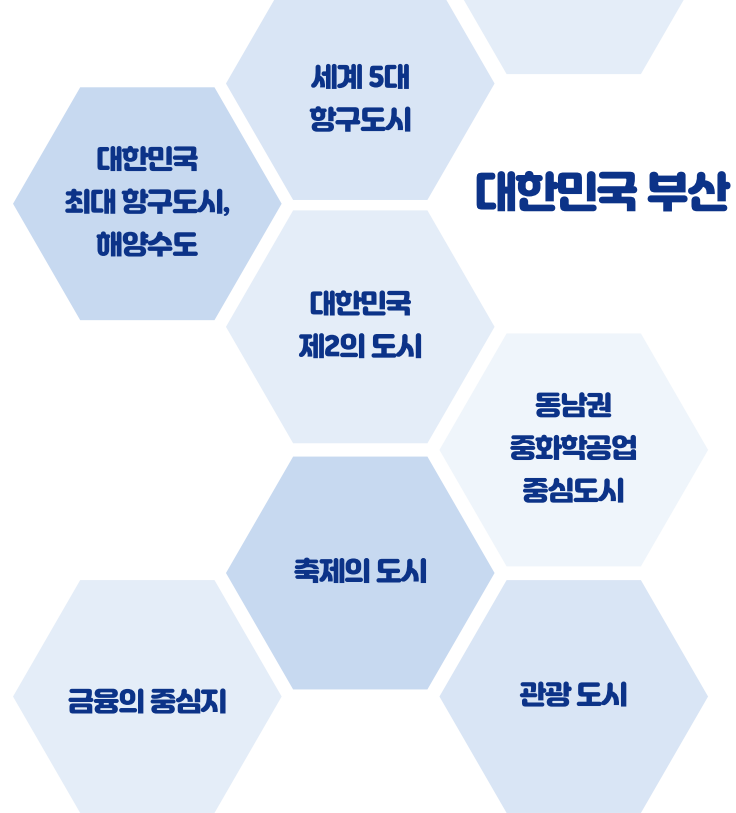 세계 5대
항구도시
대한민국
최대 항구도시,
해양수도
대한민국 부산
대한민국
제2의 도시
동남권
중화학공업
중심도시
축제의 도시
금융의 중심지
관광 도시